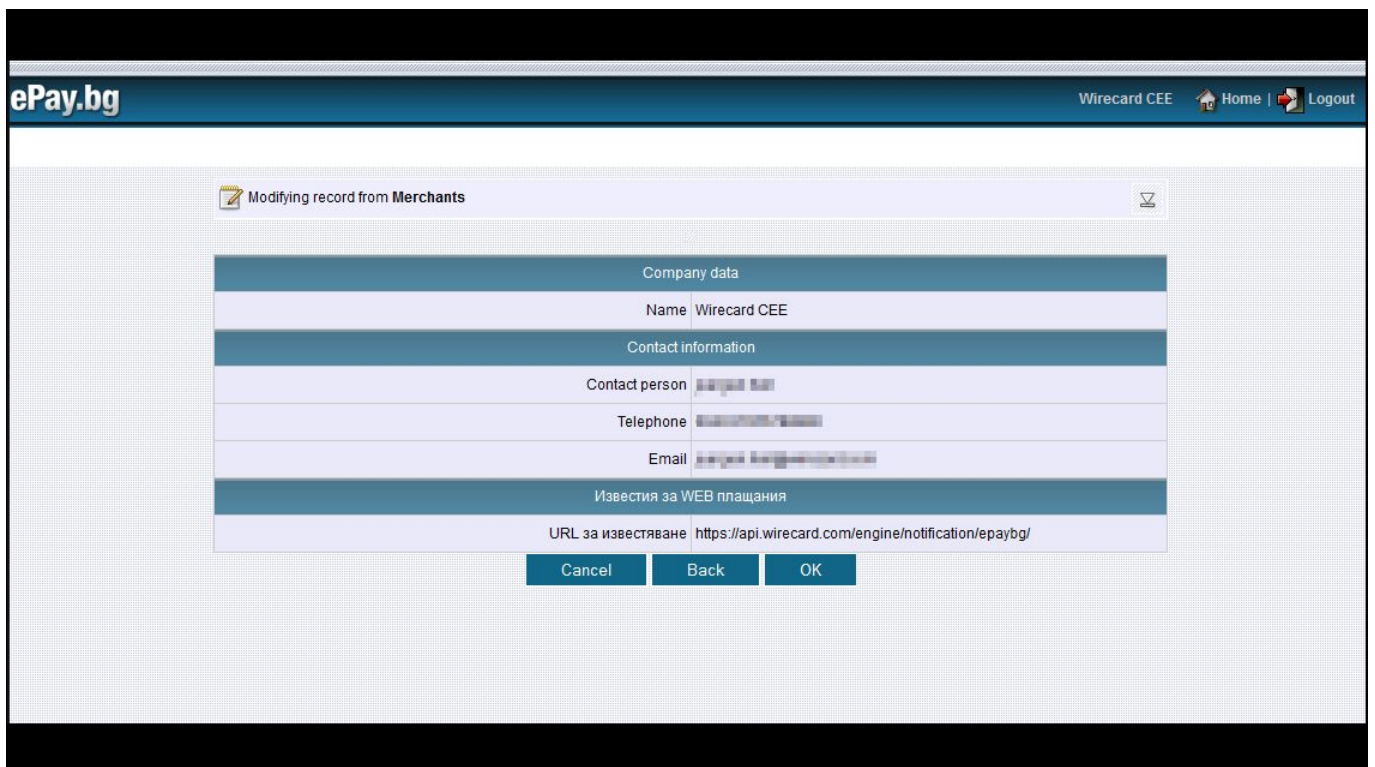 ePay.bg
Wirecard CEE Home | Logout
Modifying record from Merchants
Company data
Name Wirecard CEE
Contact information
Contact person
Telephone
Email
Известия за WEB плащания
URL за известяване https://api.wirecard.com/engine/notification/epaybg/
Cancel Back OK